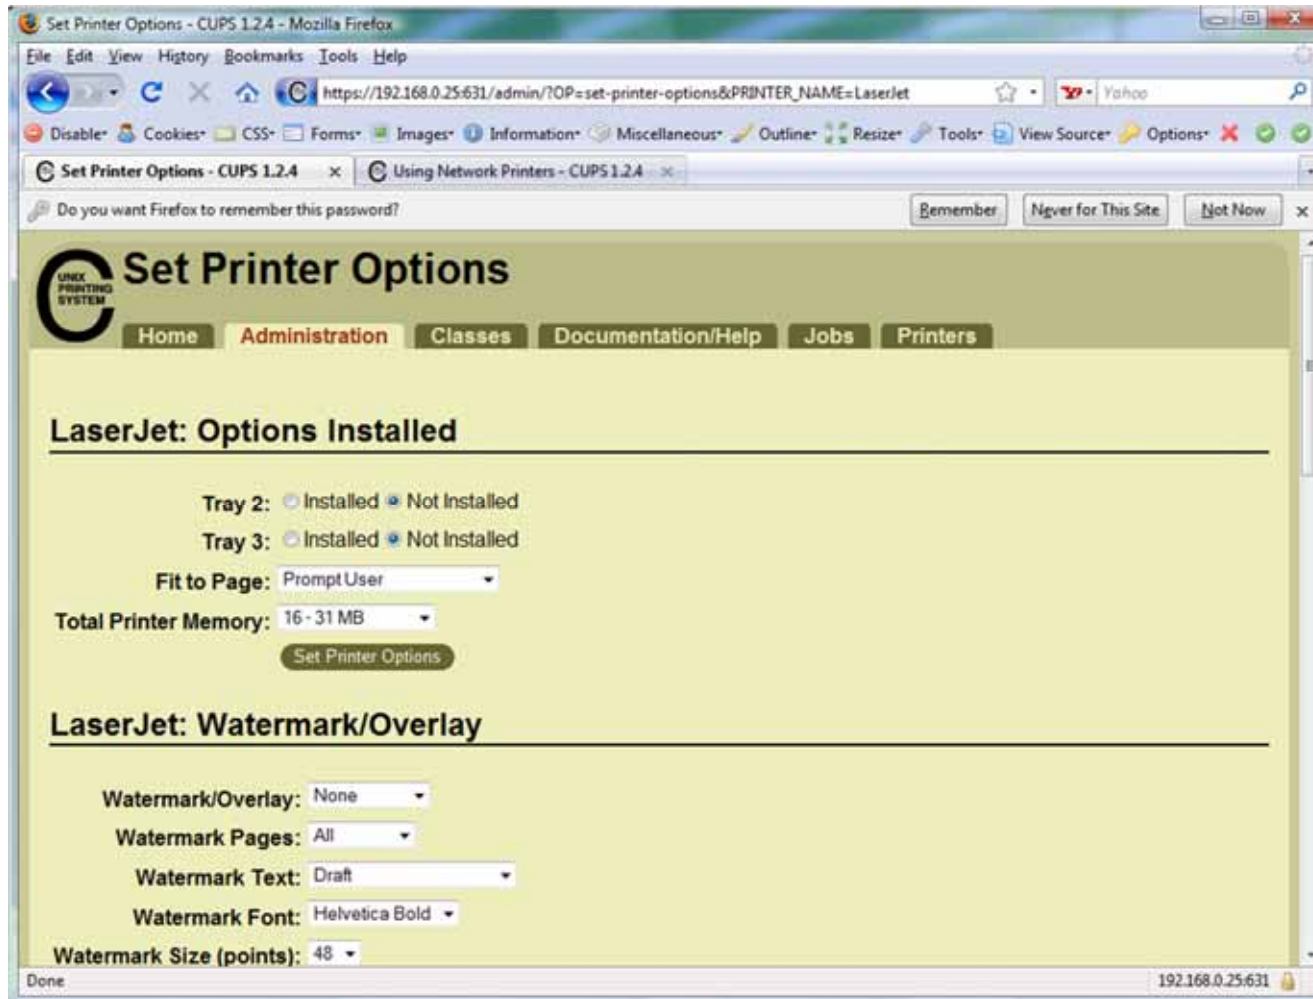 Set Printer Options - CUPS 1.2.4 - Mozilla Firefox
File Edit View History Bookmarks Tools Help
https://192.168.0.25:631/admin/?OP=set-printer-options&PRINTER_NAME=LaserJet
Yahoo
Disable Cookies CSS Forms Images Information Miscellaneous Outline Resize Tools View Source Options
Set Printer Options - CUPS 1.2.4
Using Network Printers - CUPS 1.2.4
Do you want Firefox to remember this password?
Remember
Never for This Site
Not Now
UNIX
PRINTING
SYSTEM
Set Printer Options
Home Administration Classes Documentation/Help Jobs Printers
LaserJet: Options Installed
Tray 2: Installed Not Installed
Tray 3: Installed Not Installed
Fit to Page: Prompt User
Total Printer Memory: 16 - 31 MB
Set Printer Options
LaserJet: Watermark/Overlay
Watermark/Overlay: None
Watermark Pages: All
Watermark Text: Draft
Watermark Font: Helvetica Bold
Watermark Size (points): 48
Done
192.168.0.25:631